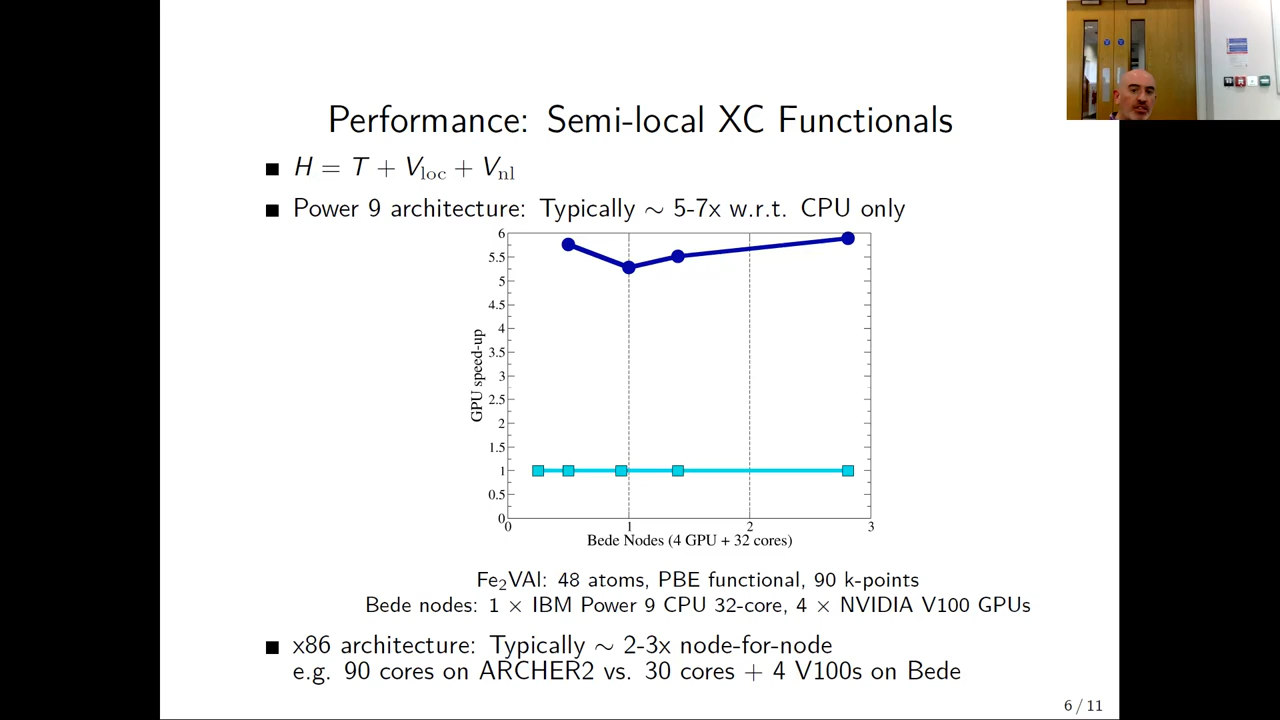 Performance: Semi-local XC Functionals
■ H = T + V_loc + V_nl
■ Power 9 architecture: Typically ∼ 5-7x w.r.t. CPU only
6
5.5
5
4.5
4
3.5
3
2.5
2
1.5
1
0.5
0
GPU speed-up
0 1 2 3
Bede Nodes (4 GPU + 32 cores)
Fe₂VAl: 48 atoms, PBE functional, 90 k-points
Bede nodes: 1 × IBM Power 9 CPU 32-core, 4 × NVIDIA V100 GPUs
■ x86 architecture: Typically ∼ 2-3x node-for-node
e.g. 90 cores on ARCHER2 vs. 30 cores + 4 V100s on Bede
6 / 11